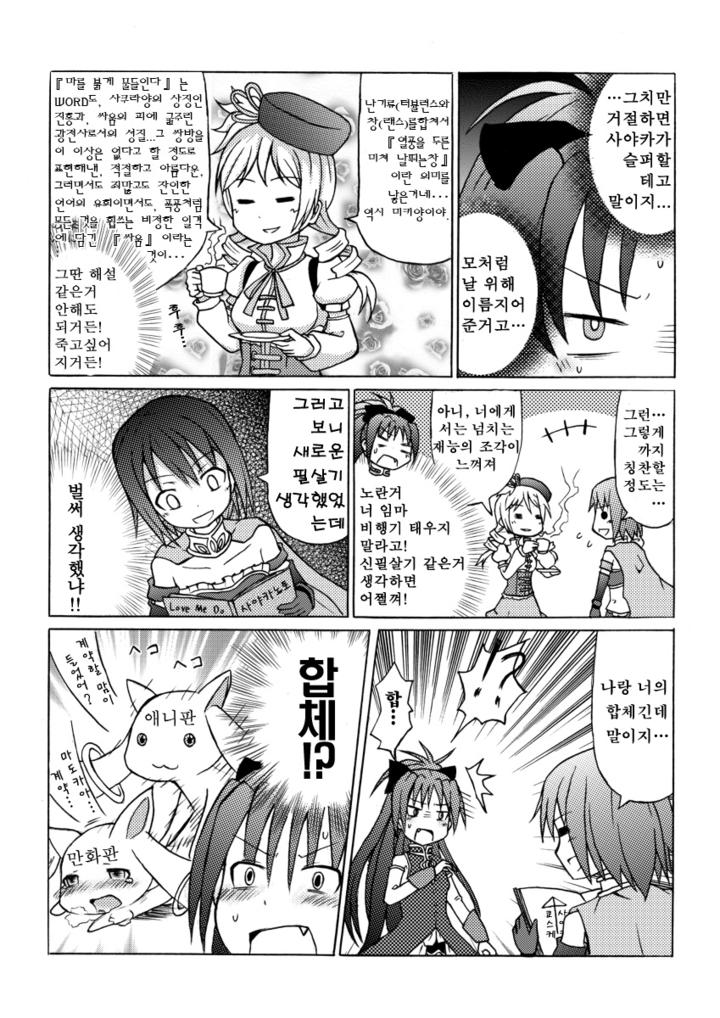 …그치만
거절하면
사야카가
슬퍼할
테고
말이지…
모처럼
날 위해
이름지어
준거고…
난기류(터뷸런스)와
창(랜스)를합쳐서
『열풍을 두른
미쳐 날뛰는창』
이란 의미를
낳은거네…
역시 미키양이야.
『마를 붉게 물들인다』는
WORD도, 사쿠라양의 상징인
진홍과, 싸움의 피에 굶주린
광전사로서의 성질…그 쌍방을
이 이상은 없다고 할 정도로
표현해낸, 적절하고 아름다운,
그러면서도 죄많고도 잔인한
언어의 유희이면서도, 폭풍처럼
모든 것을 휩쓰는 비정한 일격
에 담긴 『싸움』이라는
것이…
후후…
그딴 해설
같은거
안해도
되거든!
죽고싶어
지거든!
그런…
그렇게
까지
칭찬할
정도는…
아니, 너에게
서는 넘치는
재능의 조각이
느껴져
노란거
너 임마
비행기 태우지
말라고!
신필살기 같은거
생각하면
어쩔껴!
그러고
보니 운
새로
필살기
생각했었
는데
벌써 생각했냐!!
Love Me Do
사야카노트
나랑 너의
합체긴데
말이지…
!?
합…
사야
쿄스케
합체!?
ヘコ
ヘコ
계약할 맘이
들었어?
애니판
마도카아
계약…
만화판